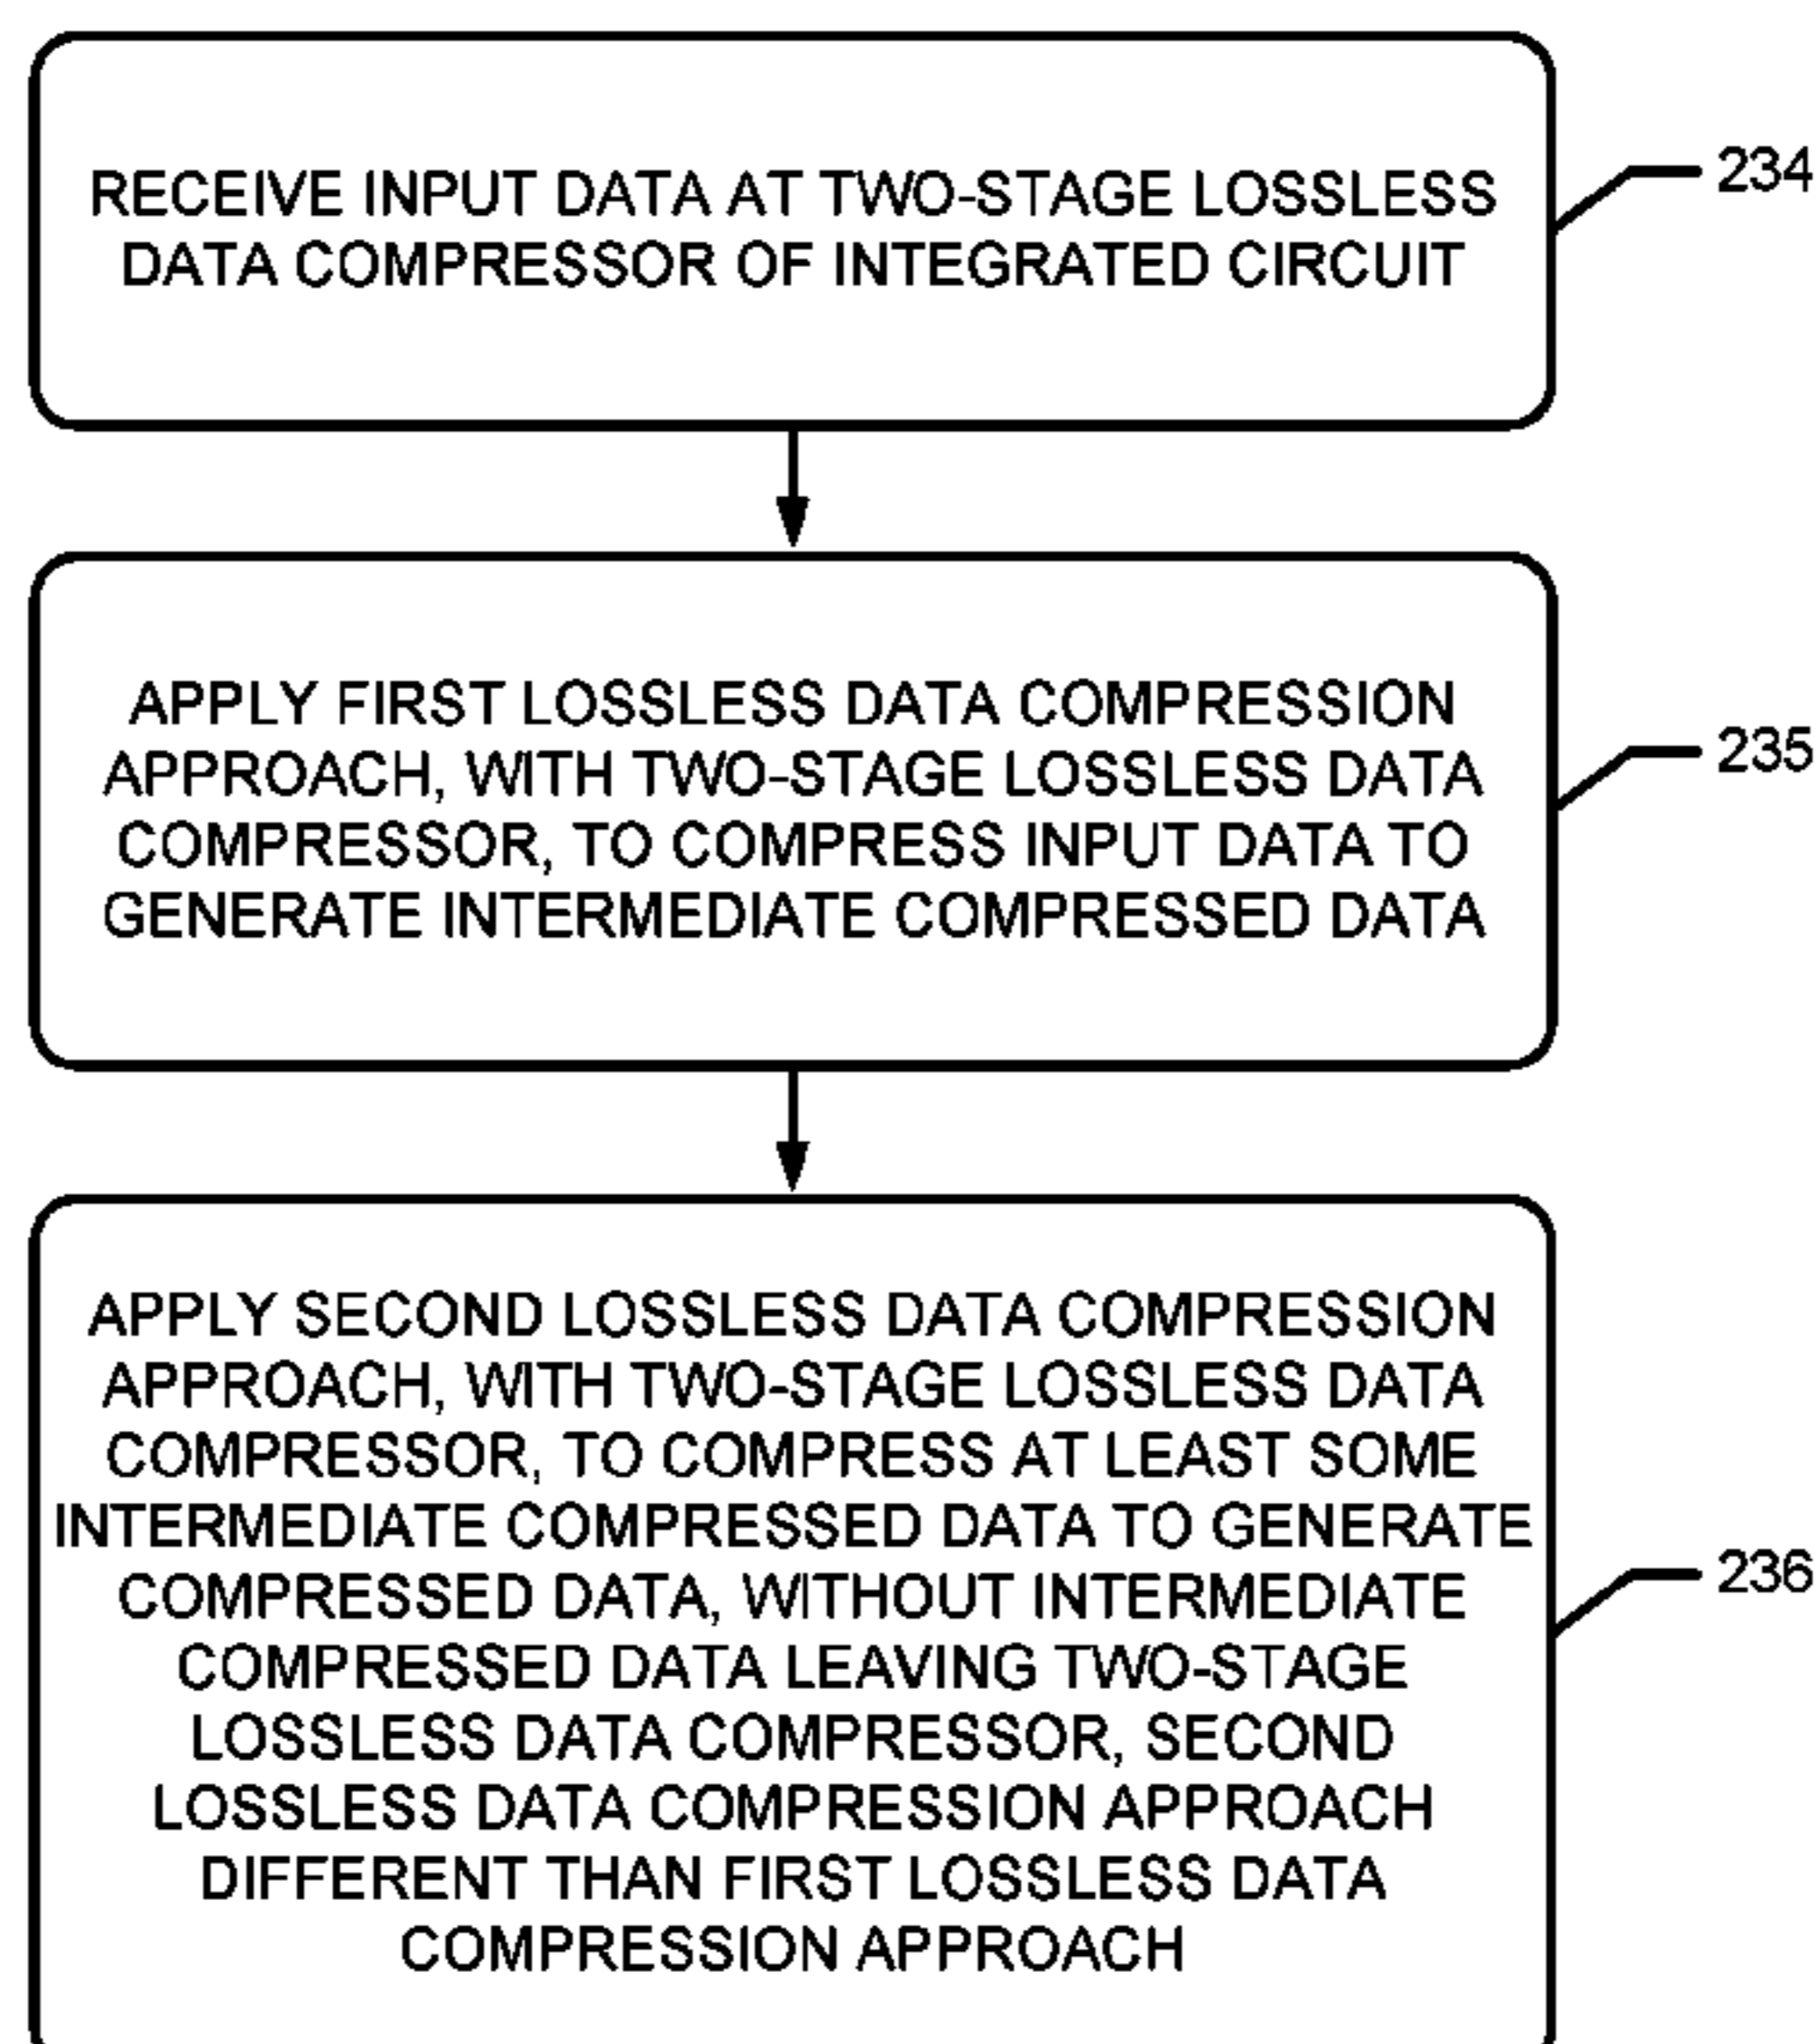 RECEIVE INPUT DATA AT TWO-STAGE LOSSLESS
DATA COMPRESSOR OF INTEGRATED CIRCUIT
234
APPLY FIRST LOSSLESS DATA COMPRESSION
APPROACH, WITH TWO-STAGE LOSSLESS DATA
COMPRESSOR, TO COMPRESS INPUT DATA TO
GENERATE INTERMEDIATE COMPRESSED DATA
235
APPLY SECOND LOSSLESS DATA COMPRESSION
APPROACH, WITH TWO-STAGE LOSSLESS DATA
COMPRESSOR, TO COMPRESS AT LEAST SOME
INTERMEDIATE COMPRESSED DATA TO GENERATE
COMPRESSED DATA, WITHOUT INTERMEDIATE
COMPRESSED DATA LEAVING TWO-STAGE
LOSSLESS DATA COMPRESSOR, SECOND
LOSSLESS DATA COMPRESSION APPROACH
DIFFERENT THAN FIRST LOSSLESS DATA
COMPRESSION APPROACH
236